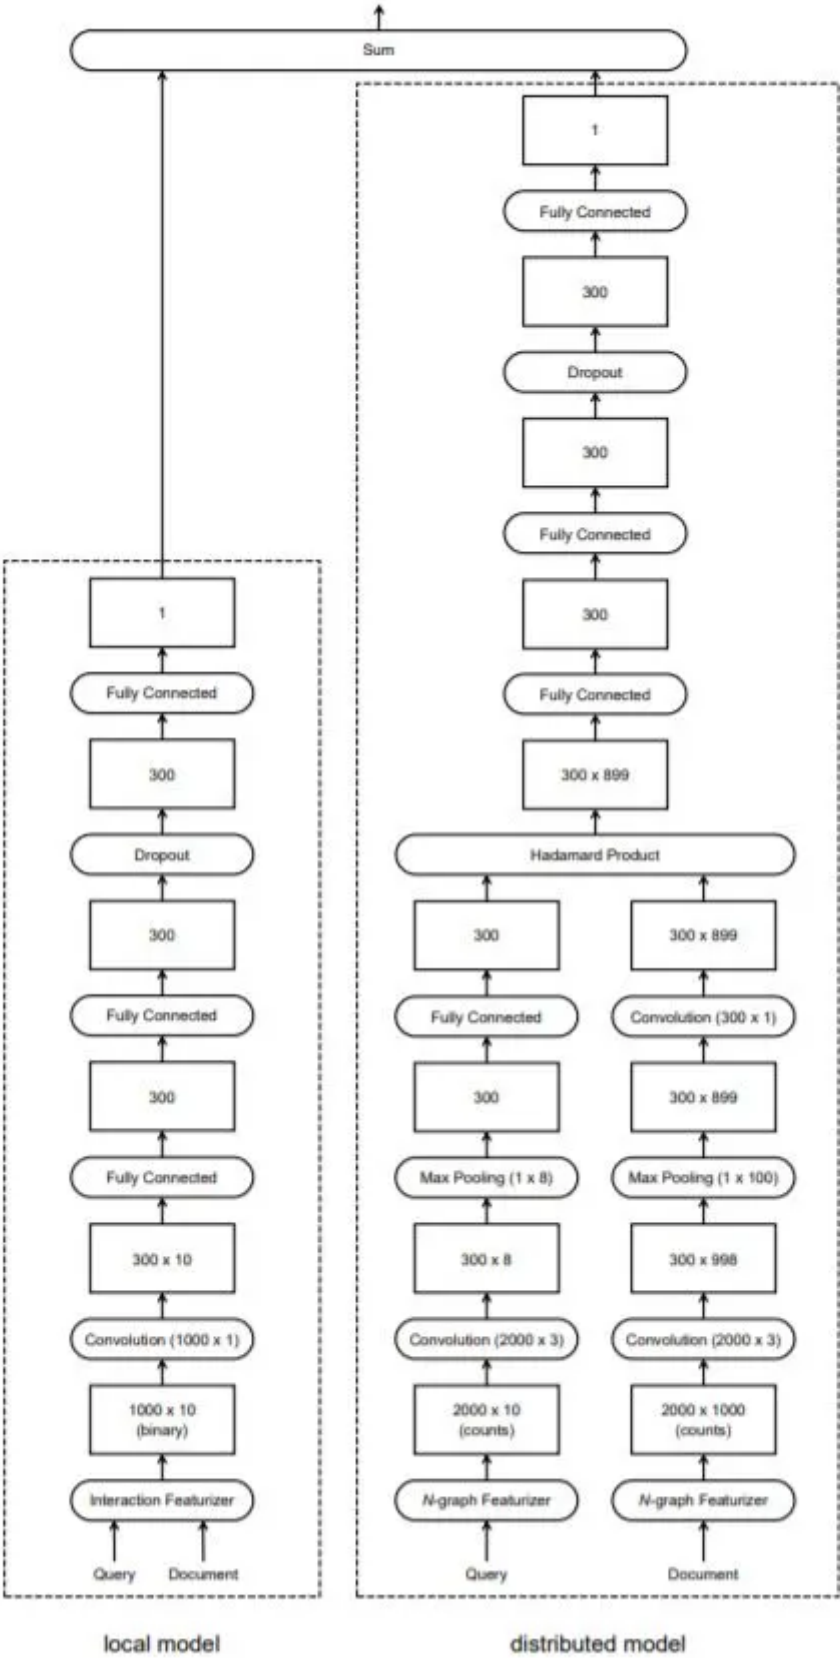 Sum
1
Fully Connected
300
Dropout
300
Fully Connected
300
Fully Connected
300 x 899
Hadamard Product
300
300 x 899
Fully Connected
Convolution (300 x 1)
300
300 x 899
Max Pooling (1 x 8)
Max Pooling (1 x 100)
300 x 8
300 x 998
Convolution (2000 x 3)
Convolution (2000 x 3)
2000 x 10
(counts)
2000 x 1000
(counts)
N-graph Featurizer
N-graph Featurizer
Query
Document
distributed model
1
Fully Connected
300
Dropout
300
Fully Connected
300
Fully Connected
300 x 10
Convolution (1000 x 1)
1000 x 10
(binary)
Interaction Featurizer
Query
Document
local model